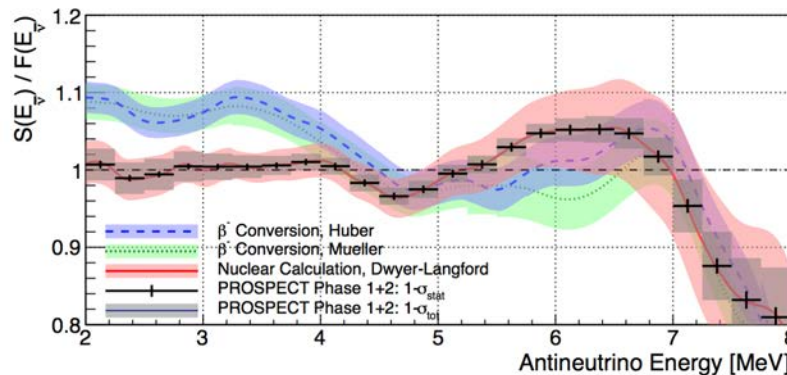 S(E_ν̄) / F(E_ν̄)
1.2
1.1
1
0.9
0.8
β⁻ Conversion, Huber
β⁻ Conversion, Mueller
Nuclear Calculation, Dwyer-Langford
PROSPECT Phase 1+2: 1-σ_stat
PROSPECT Phase 1+2: 1-σ_tot
2 3 4 5 6 7 8
Antineutrino Energy [MeV]